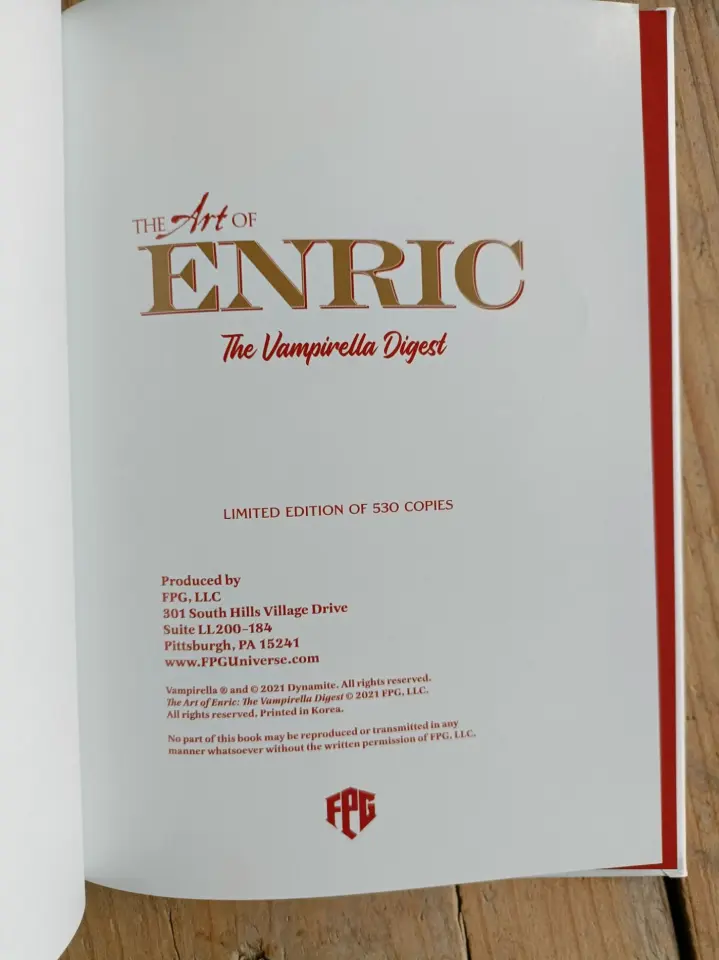 THE Art OF
ENRIC
The Vampirella Digest
LIMITED EDITION OF 530 COPIES
Produced by
FPG, LLC
301 South Hills Village Drive
Suite LL200-184
Pittsburgh, PA 15241
www.FPGUniverse.com
Vampirella ® and © 2021 Dynamite. All rights reserved.
The Art of Enric: The Vampirella Digest © 2021 FPG, LLC.
All rights reserved. Printed in Korea.
No part of this book may be reproduced or transmitted in any
manner whatsoever without the written permission of FPG, LLC.
FPG